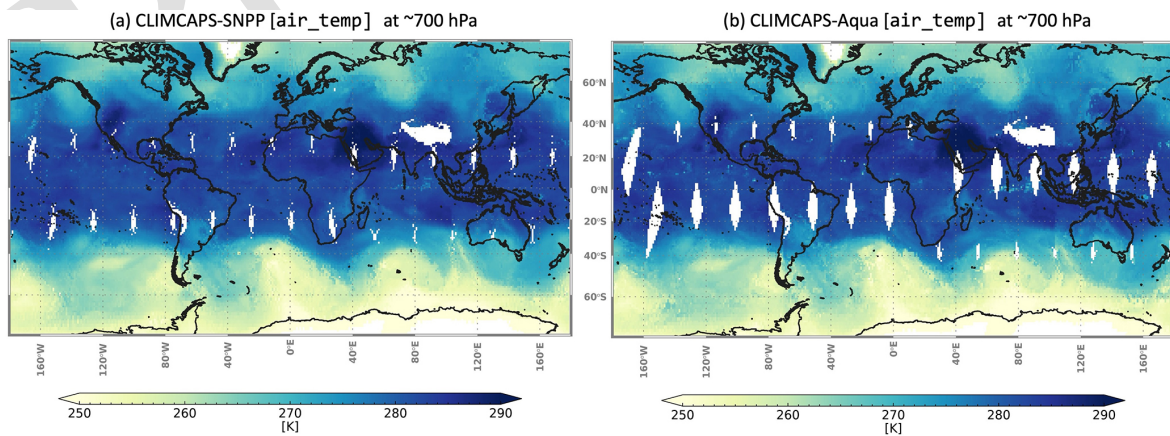 (a) CLIMCAPS-SNPP [air_temp] at ~700 hPa
160°W
120°W
80°W
40°W
0°E
40°E
80°E
120°E
160°E
250
260
270
280
290
[K]
(b) CLIMCAPS-Aqua [air_temp] at ~700 hPa
60°N
40°N
20°N
0°N
20°S
40°S
60°S
160°W
120°W
80°W
40°W
0°E
40°E
80°E
120°E
160°E
250
260
270
280
290
[K]